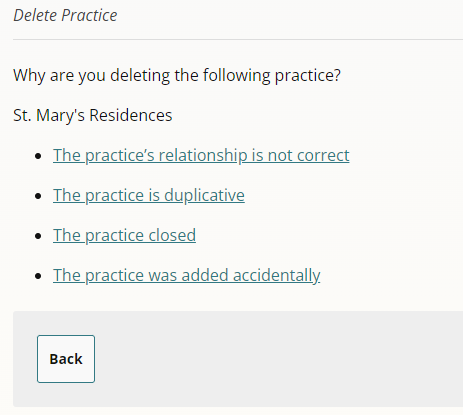 Delete Practice
Why are you deleting the following practice?
St. Mary's Residences
The practice’s relationship is not correct
The practice is duplicative
The practice closed
The practice was added accidentally
Back